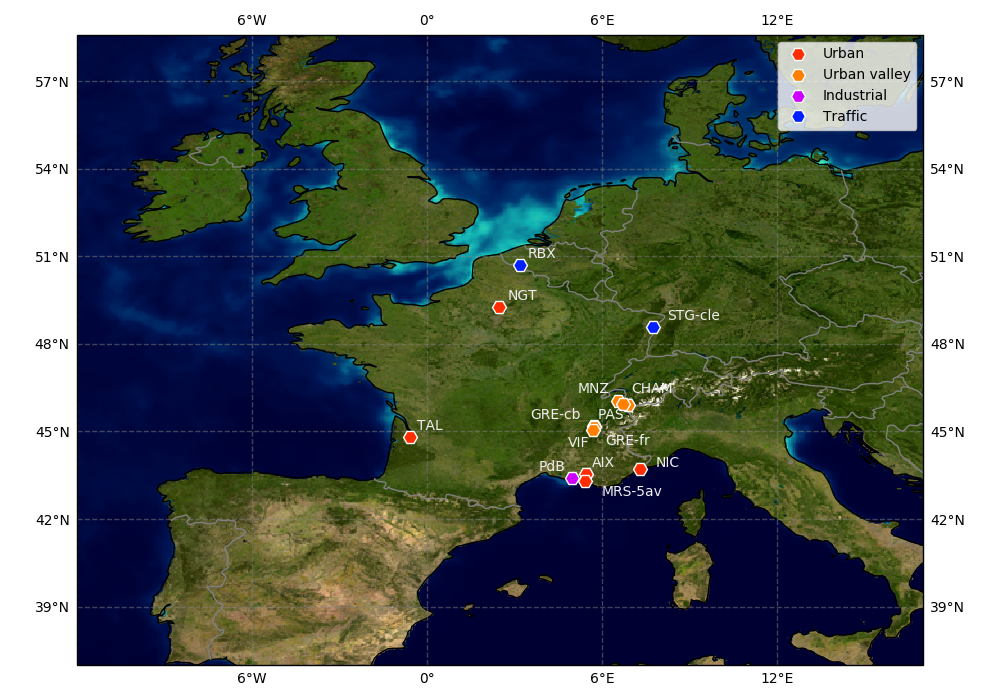 6°W 0° 6°E 12°E
Urban
57°N Urban valley 57°N
Industrial
Traffic
54°N 54°N
51°N RBX 51°N
NGT
STG-cle
48°N 48°N
MNZ CHAM
GRE-cb PAS
45°N TAL 45°N
VIF GRE-fr
PdB AIX NIC
MRS-5av
42°N 42°N
39°N 39°N
6°W 0° 6°E 12°E